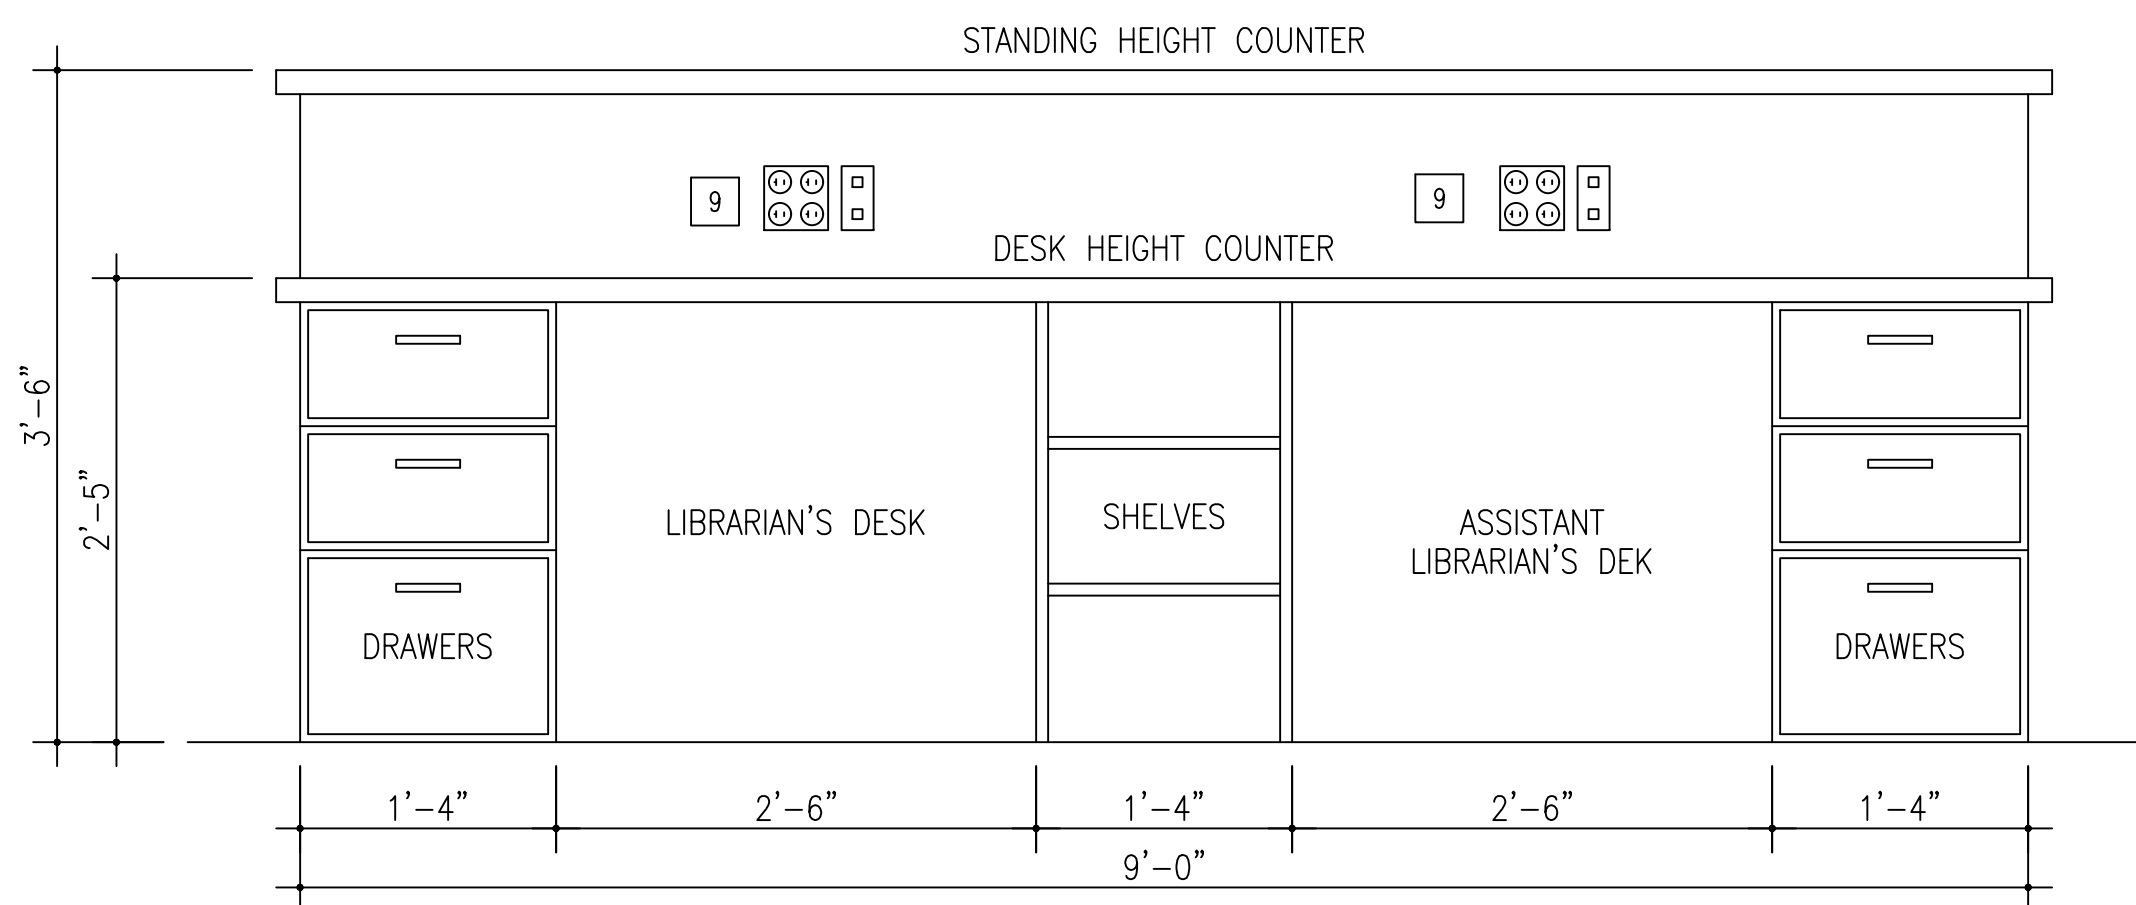 STANDING HEIGHT COUNTER
9
9
DESK HEIGHT COUNTER
3'-6"
2'-5"
LIBRARIAN'S DESK
SHELVES
ASSISTANT
LIBRARIAN'S DEK
DRAWERS
DRAWERS
1'-4"
2'-6"
1'-4"
2'-6"
1'-4"
9'-0"